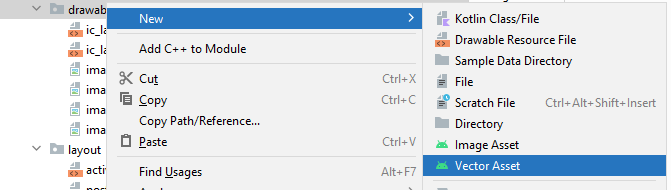 drawab
ic_la
ic_la
ima
ima
ima
ima
layout
activ
New
Add C++ to Module
Cut Ctrl+X
Copy Ctrl+C
Copy Path/Reference...
Paste Ctrl+V
Find Usages Alt+F7
Kotlin Class/File
Drawable Resource File
Sample Data Directory
File
Scratch File Ctrl+Alt+Shift+Insert
Directory
Image Asset
Vector Asset